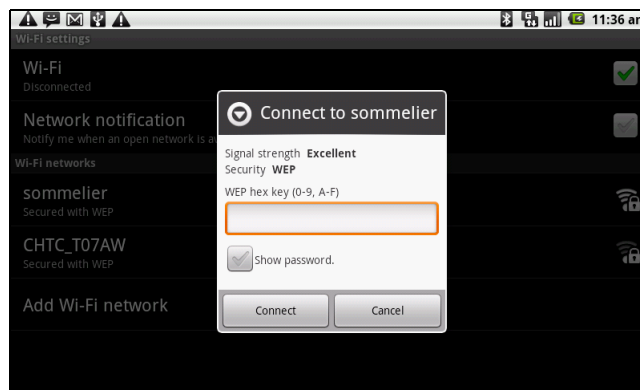 11:36 am
Wi-Fi settings
Wi-Fi
Disconnected
Network notification
Notify me when an open network is av
Wi-Fi networks
sommelier
Secured with WEP
CHTC_T07AW
Secured with WEP
Add Wi-Fi network
Connect to sommelier
Signal strength Excellent
Security WEP
WEP hex key (0-9, A-F)
Show password.
Connect
Cancel